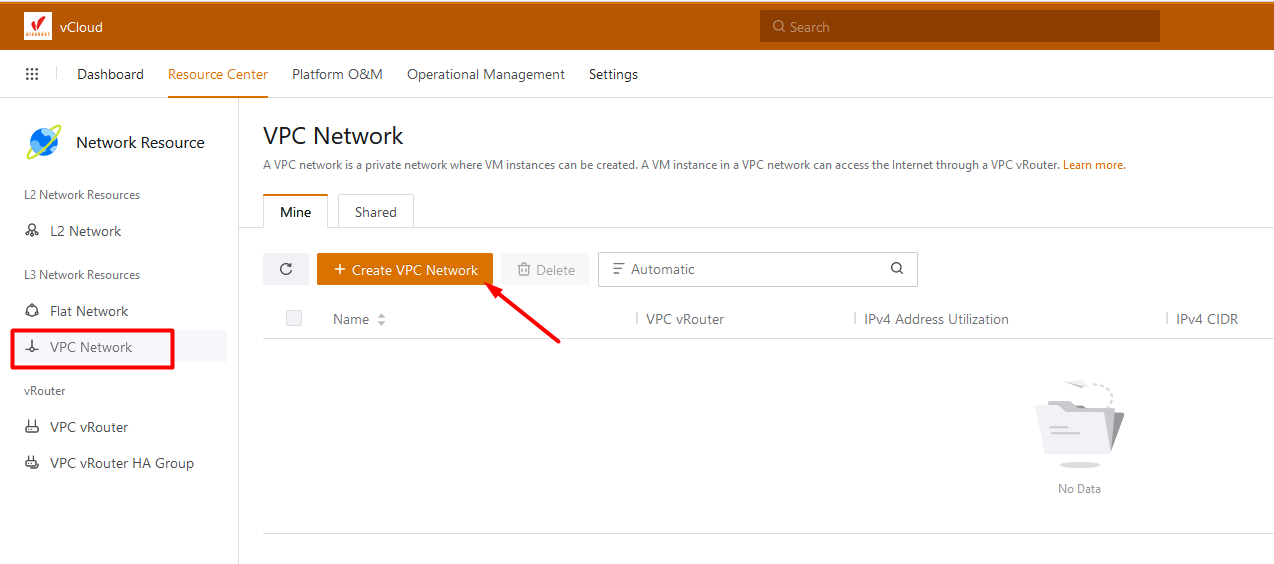 vCloud
Search
Dashboard Resource Center Platform O&M Operational Management Settings
Network Resource
L2 Network Resources
L2 Network
L3 Network Resources
Flat Network
VPC Network
vRouter
VPC vRouter
VPC vRouter HA Group
VPC Network
A VPC network is a private network where VM instances can be created. A VM instance in a VPC network can access the Internet through a VPC vRouter. Learn more.
Mine Shared
+ Create VPC Network Delete Automatic
Name VPC vRouter IPv4 Address Utilization IPv4 CIDR
No Data